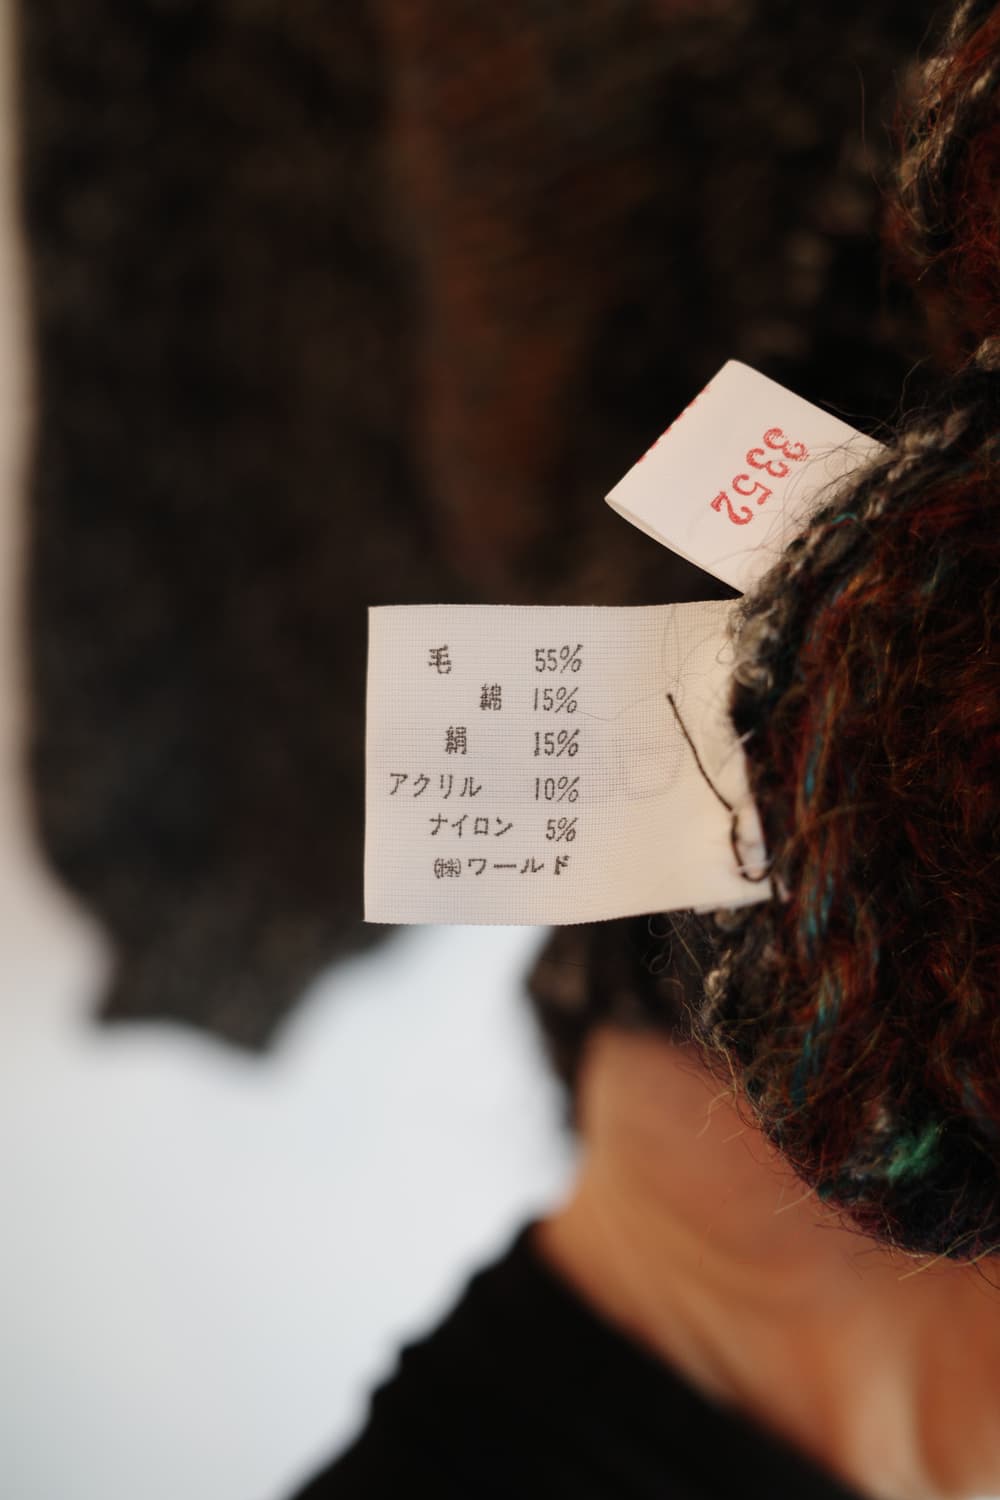 3352
毛 55%
綿 15%
絹 15%
アクリル 10%
ナイロン 5%
㈱ワールド